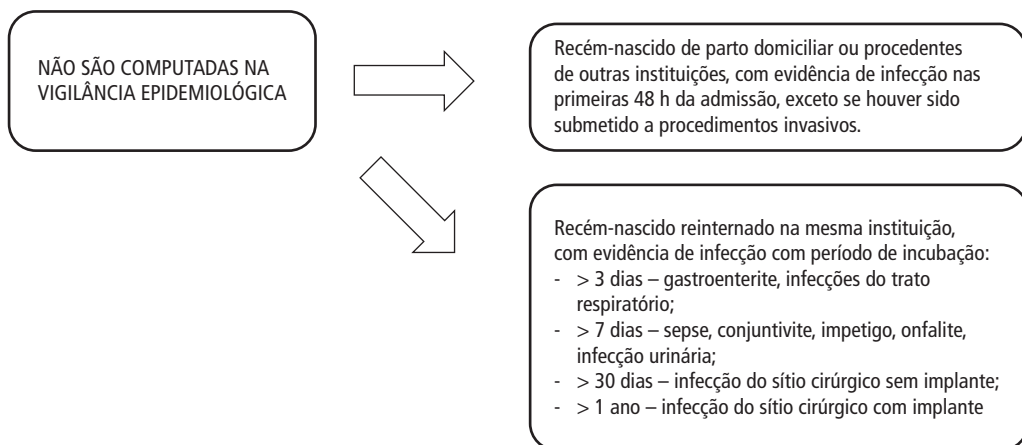 NÃO SÃO COMPUTADAS NA
VIGILÂNCIA EPIDEMIOLÓGICA
Recém-nascido de parto domiciliar ou procedentes
de outras instituições, com evidência de infecção nas
primeiras 48 h da admissão, exceto se houver sido
submetido a procedimentos invasivos.
Recém-nascido reinternado na mesma instituição,
com evidência de infecção com período de incubação:
- > 3 dias – gastroenterite, infecções do trato
respiratório;
- > 7 dias – sepse, conjuntivite, impetigo, onfalite,
infecção urinária;
- > 30 dias – infecção do sítio cirúrgico sem implante;
- > 1 ano – infecção do sítio cirúrgico com implante